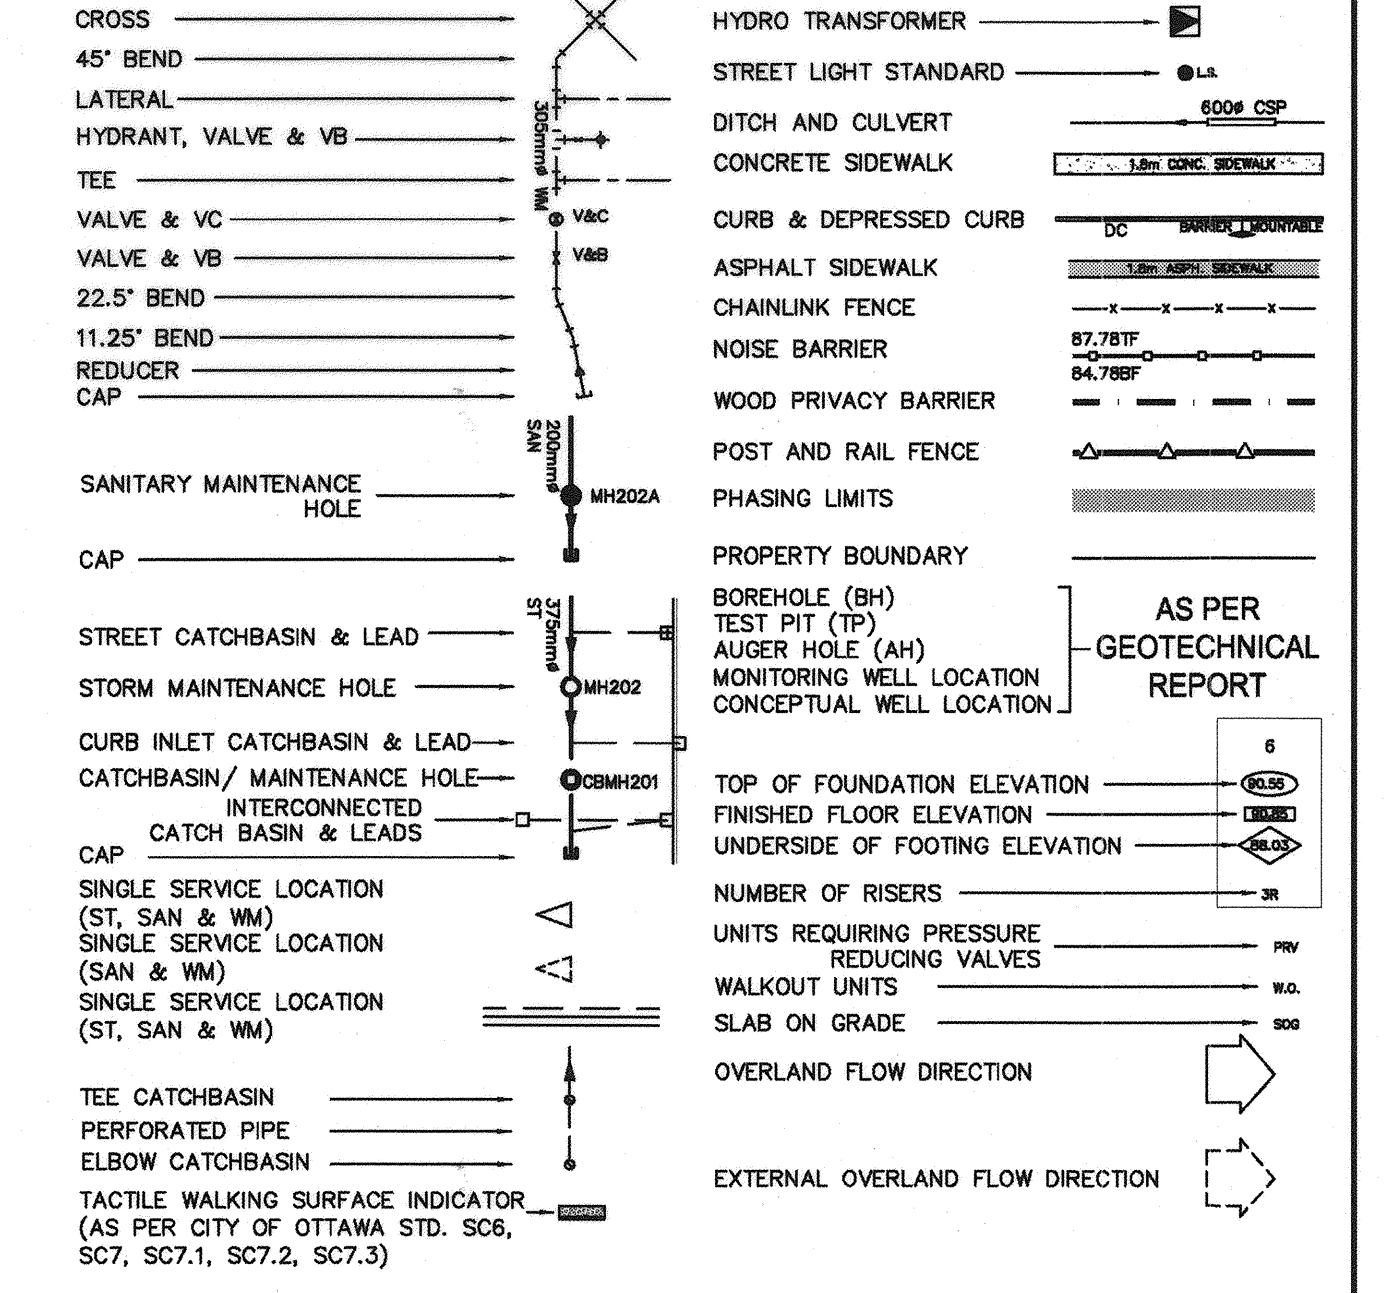 CROSS
45° BEND
LATERAL
HYDRANT, VALVE & VB
TEE
VALVE & VC
VALVE & VB
22.5° BEND
11.25° BEND
REDUCER
CAP
305mmø WM
V&C
V&B
SANITARY MAINTENANCE
HOLE
CAP
200mmø
SAN
MH202A
STREET CATCHBASIN & LEAD
STORM MAINTENANCE HOLE
CURB INLET CATCHBASIN & LEAD
CATCHBASIN/ MAINTENANCE HOLE
INTERCONNECTED
CATCH BASIN & LEADS
CAP
375mmø
ST
MH202
CBMH201
SINGLE SERVICE LOCATION
(ST, SAN & WM)
SINGLE SERVICE LOCATION
(SAN & WM)
SINGLE SERVICE LOCATION
(ST, SAN & WM)
TEE CATCHBASIN
PERFORATED PIPE
ELBOW CATCHBASIN
TACTILE WALKING SURFACE INDICATOR
(AS PER CITY OF OTTAWA STD. SC6,
SC7, SC7.1, SC7.2, SC7.3)
HYDRO TRANSFORMER
STREET LIGHT STANDARD
L.S.
DITCH AND CULVERT
600ø CSP
CONCRETE SIDEWALK
1.8m CONC. SIDEWALK
CURB & DEPRESSED CURB
DC
BARRIER
MOUNTABLE
ASPHALT SIDEWALK
1.8m ASPH. SIDEWALK
CHAINLINK FENCE
NOISE BARRIER
87.78TF
84.78BF
WOOD PRIVACY BARRIER
POST AND RAIL FENCE
PHASING LIMITS
PROPERTY BOUNDARY
BOREHOLE (BH)
TEST PIT (TP)
AUGER HOLE (AH)
MONITORING WELL LOCATION
CONCEPTUAL WELL LOCATION
AS PER
GEOTECHNICAL
REPORT
6
TOP OF FOUNDATION ELEVATION
90.55
FINISHED FLOOR ELEVATION
UNDERSIDE OF FOOTING ELEVATION
88.03
NUMBER OF RISERS
3R
UNITS REQUIRING PRESSURE
REDUCING VALVES
PRV
WALKOUT UNITS
W.O.
SLAB ON GRADE
SOG
OVERLAND FLOW DIRECTION
EXTERNAL OVERLAND FLOW DIRECTION